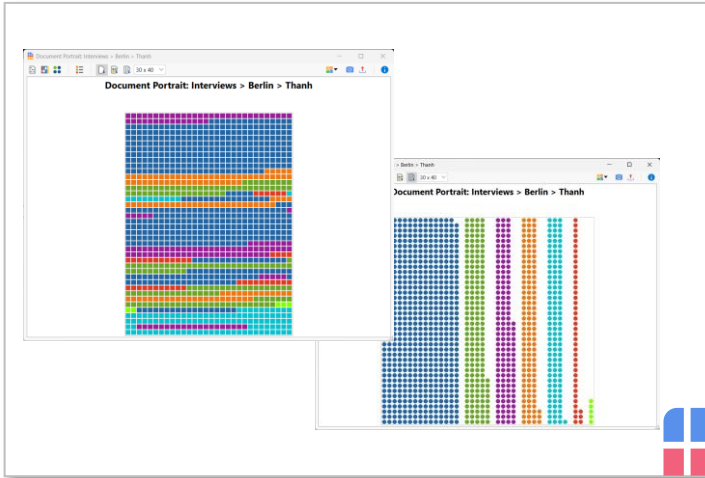 Document Portrait: Interviews > Berlin > Thanh
30 x 40
Document Portrait: Interviews > Berlin > Thanh
> Berlin > Thanh
30 x 40
Document Portrait: Interviews > Berlin > Thanh